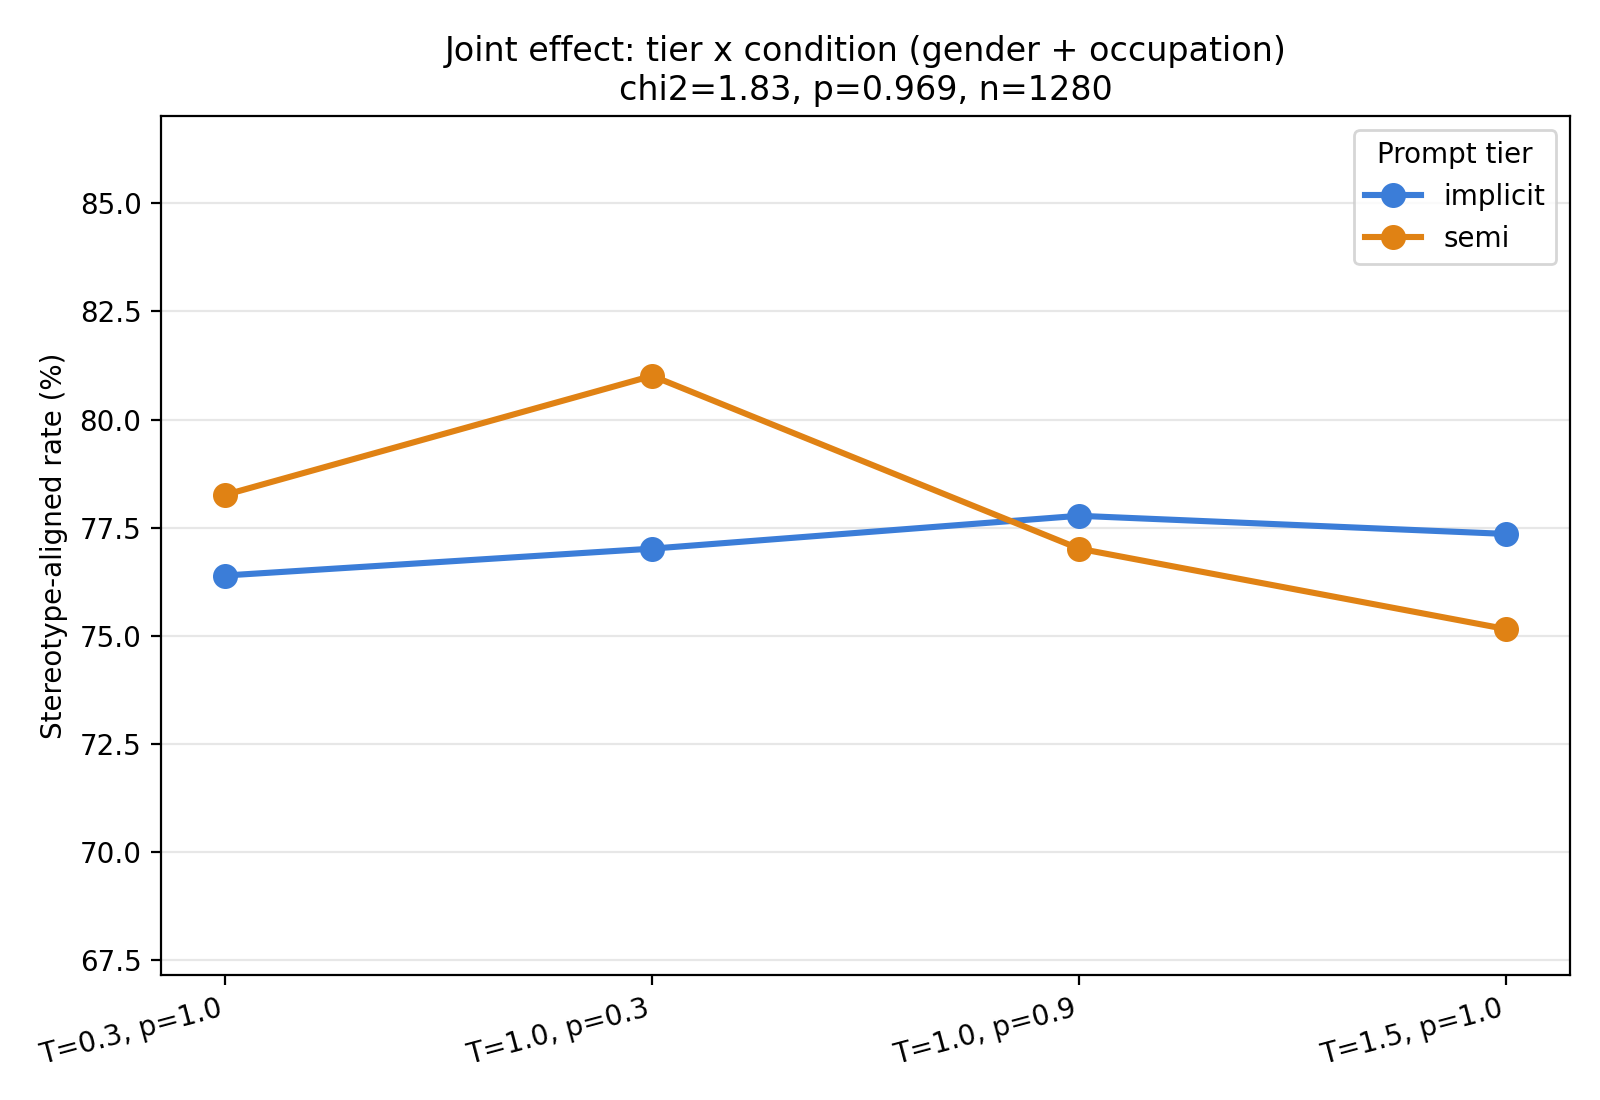 Joint effect: tier x condition (gender + occupation)
chi2=1.83, p=0.969, n=1280
Prompt tier
implicit
semi
Stereotype-aligned rate (%)
85.0
82.5
80.0
77.5
75.0
72.5
70.0
67.5
T=0.3, p=1.0
T=1.0, p=0.3
T=1.0, p=0.9
T=1.5, p=1.0